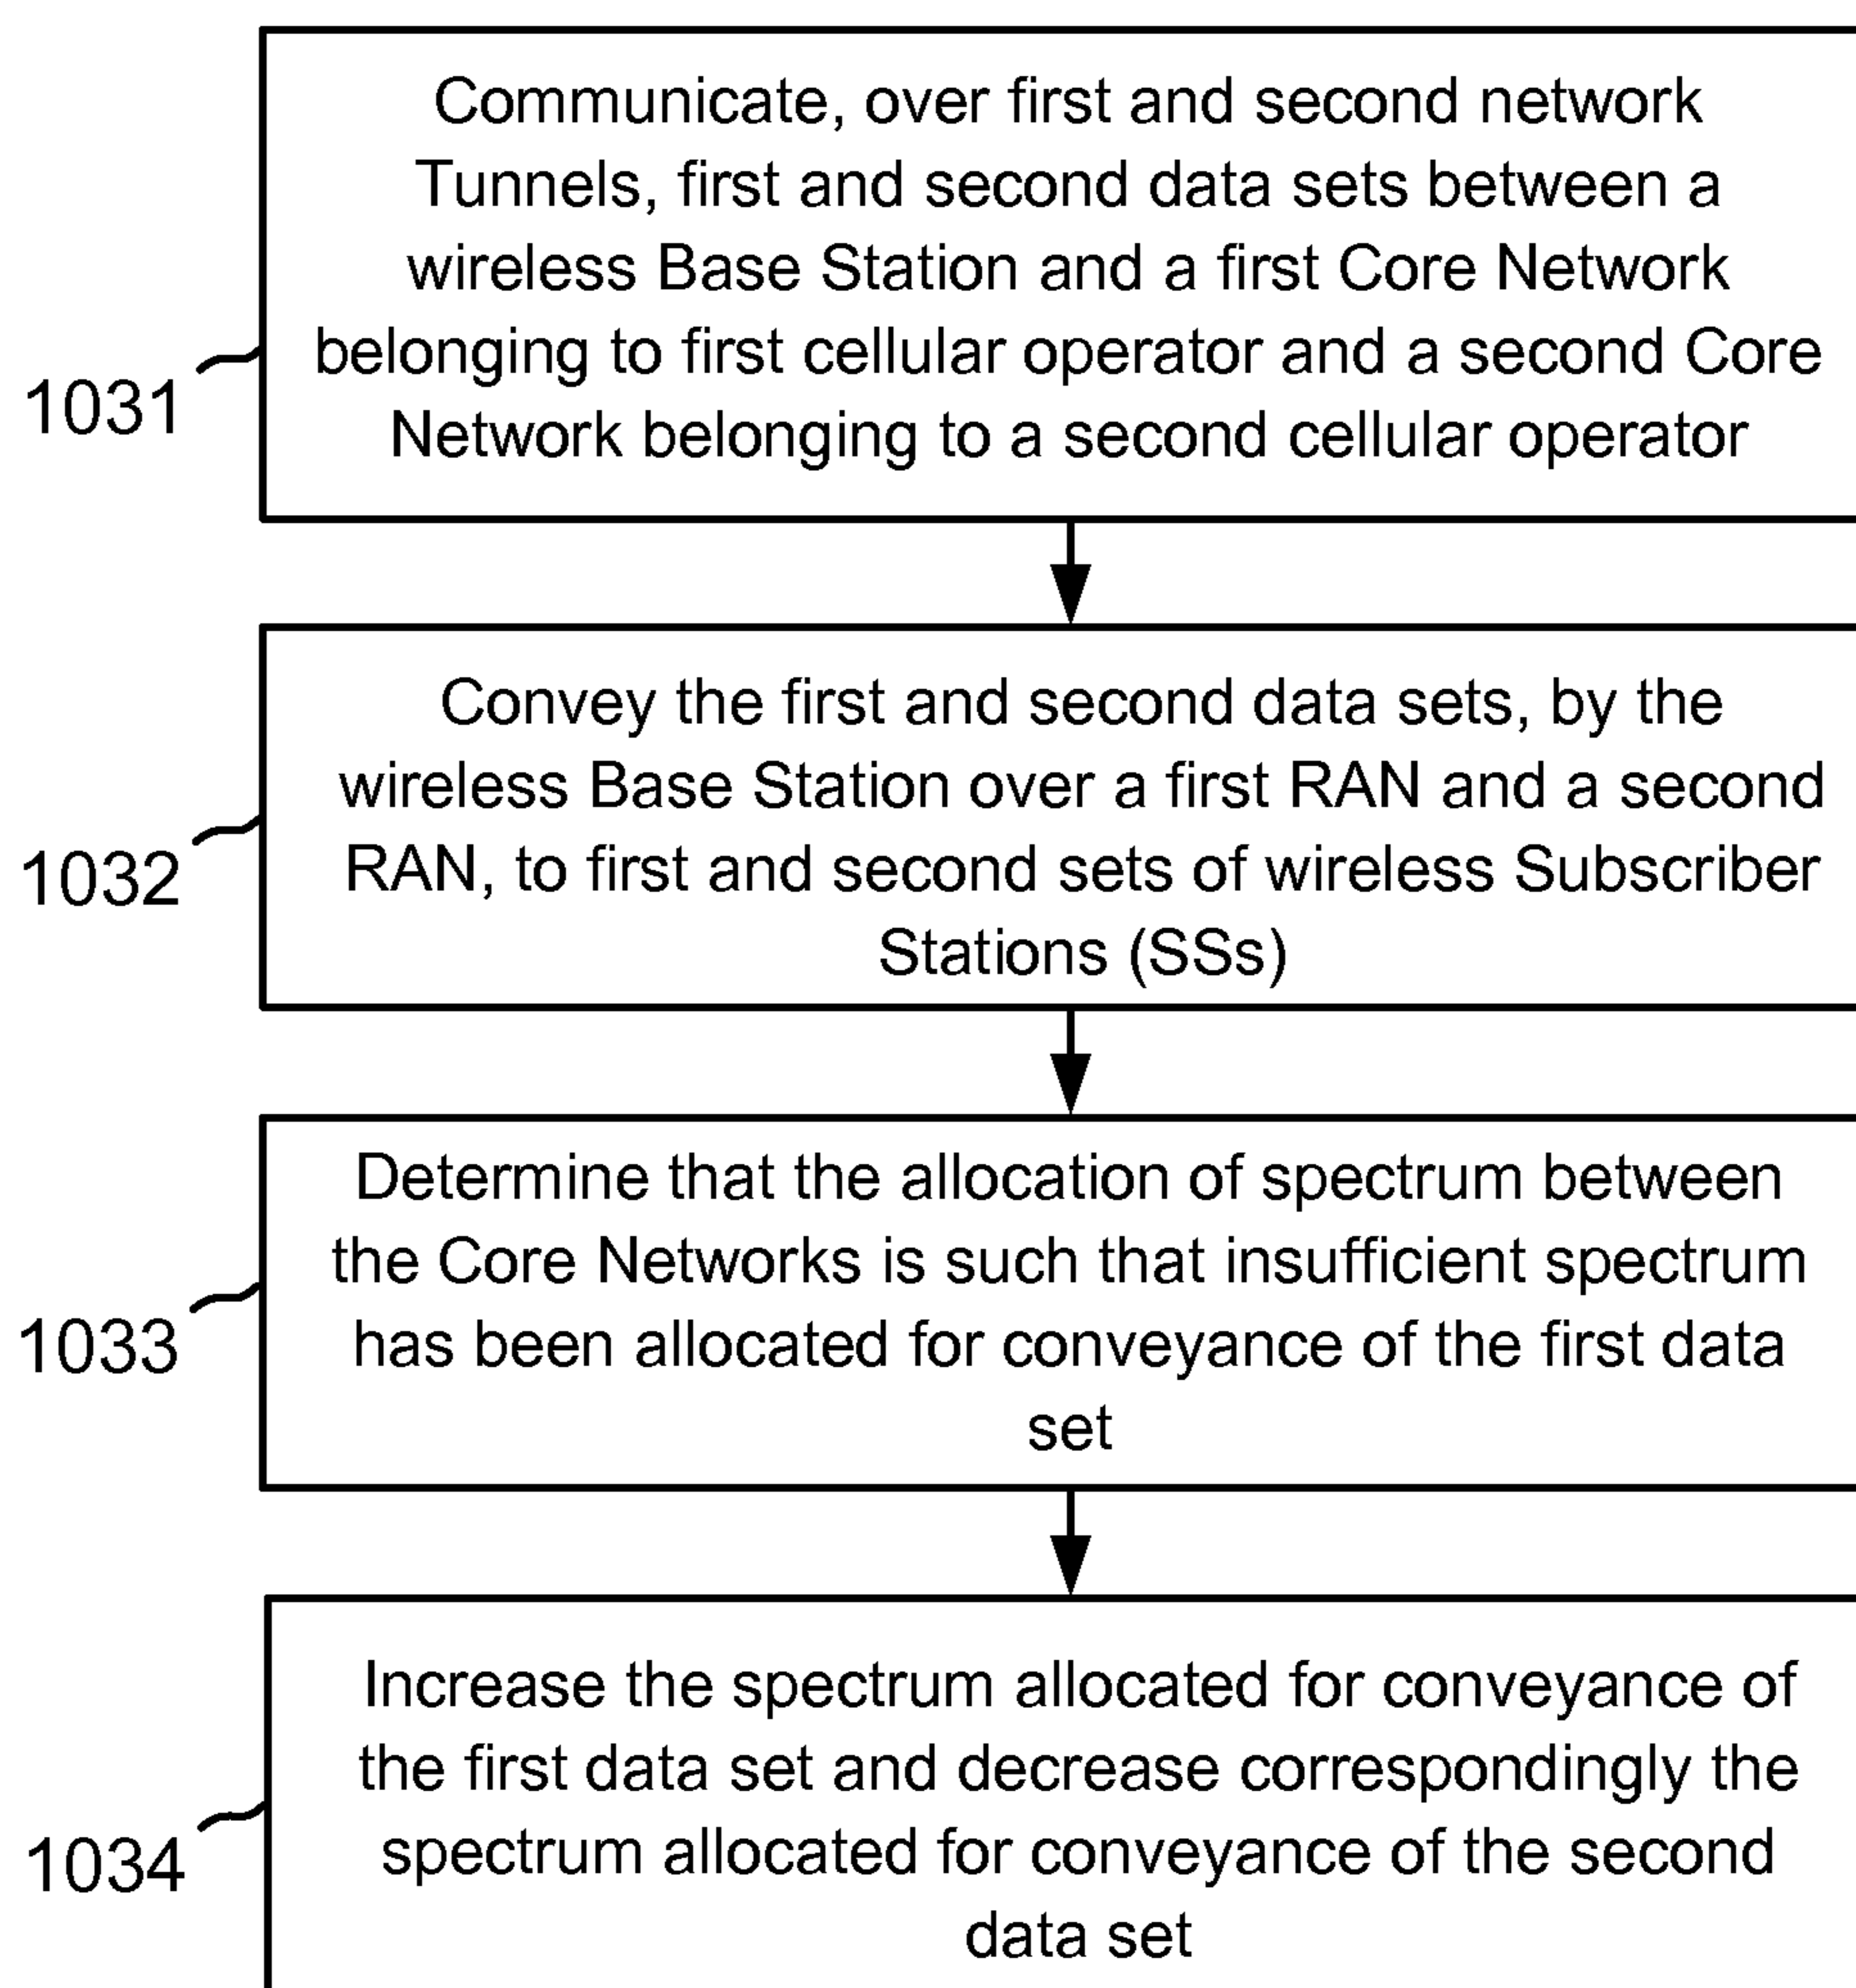 Communicate, over first and second network
Tunnels, first and second data sets between a
wireless Base Station and a first Core Network
belonging to first cellular operator and a second Core
Network belonging to a second cellular operator
1031
Convey the first and second data sets, by the
wireless Base Station over a first RAN and a second
RAN, to first and second sets of wireless Subscriber
Stations (SSs)
1032
Determine that the allocation of spectrum between
the Core Networks is such that insufficient spectrum
has been allocated for conveyance of the first data
set
1033
Increase the spectrum allocated for conveyance of
the first data set and decrease correspondingly the
spectrum allocated for conveyance of the second
data set
1034